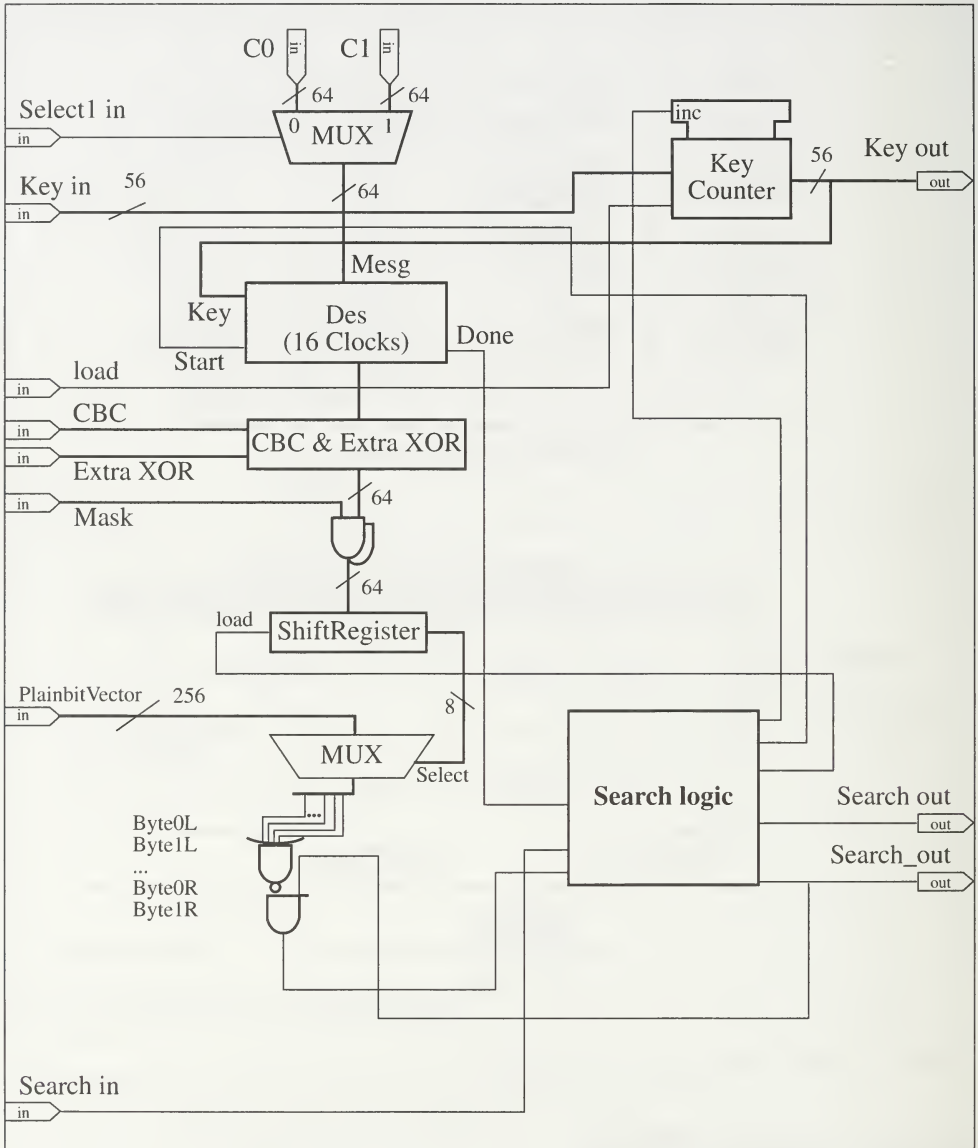 C0
in
C1
in
64
64
Select1 in
in
0
1
MUX
inc
Key
Counter
56
Key out
out
Key in
56
in
64
Mesg
Key
Des
(16 Clocks)
Done
Start
load
in
CBC
in
CBC & Extra XOR
in
Extra XOR
64
in
Mask
64
load
ShiftRegister
PlainbitVector
256
in
8
MUX
Select
...
Byte0L
Byte1L
...
Byte0R
Byte1R
Search logic
Search out
out
Search_out
out
Search in
in